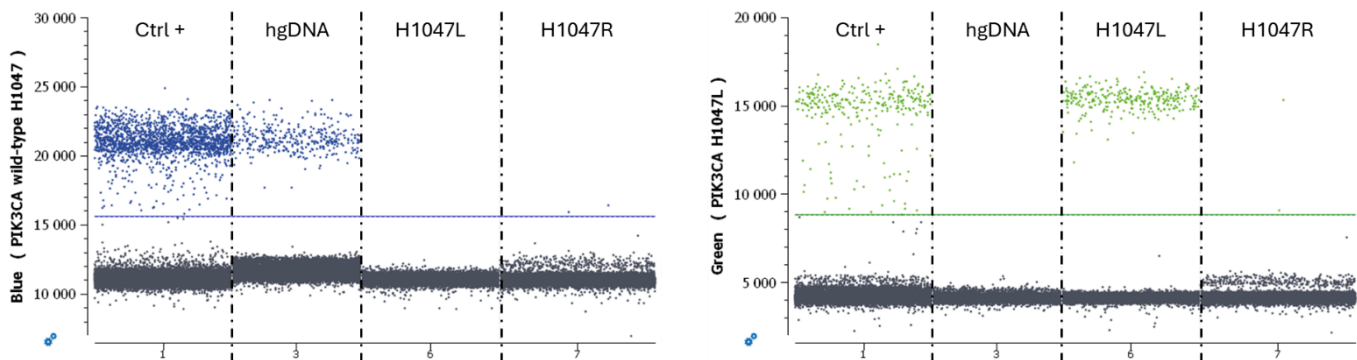 Blue ( PIK3CA wild-type H1047 )
30 000
25 000
20 000
15 000
10 000
Ctrl +
hgDNA
H1047L
H1047R
1
3
6
7
Green ( PIK3CA H1047L )
20 000
15 000
10 000
5 000
Ctrl +
hgDNA
H1047L
H1047R
1
3
6
7